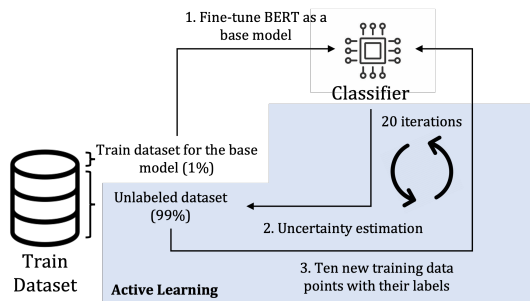 1. Fine-tune BERT as a
base model
Classifier
20 iterations
Train dataset for the base
model (1%)
Unlabeled dataset
(99%)
2. Uncertainty estimation
Train
Dataset
3. Ten new training data
points with their labels
Active Learning